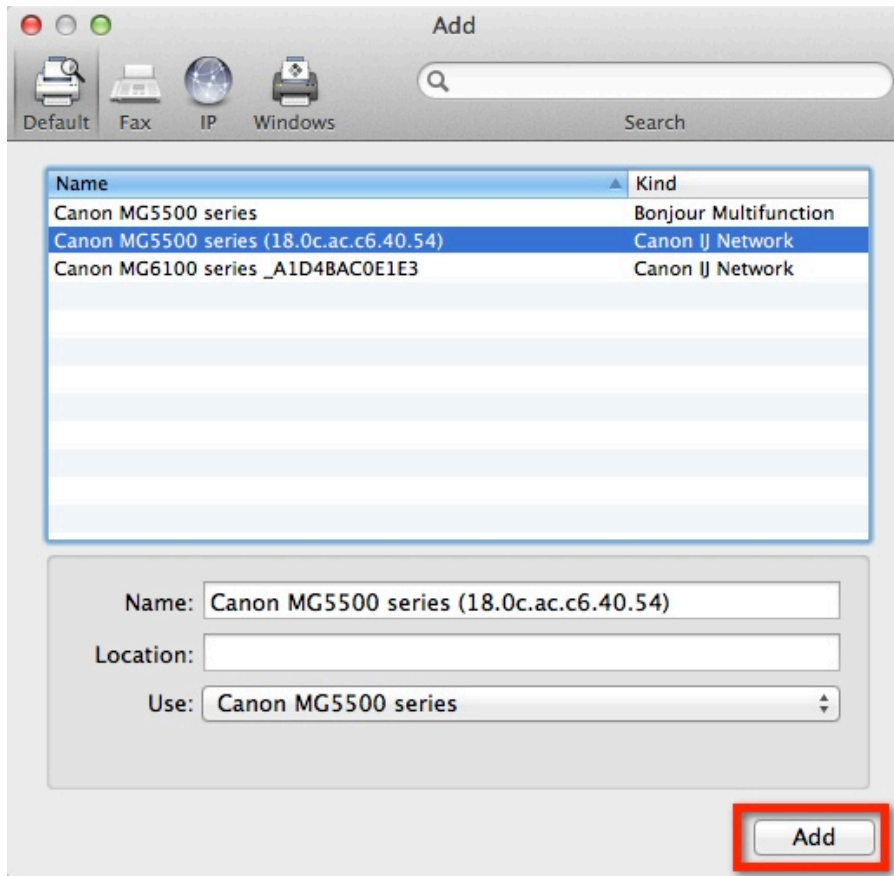 Add
Default Fax IP Windows Search
Name Kind
Canon MG5500 series Bonjour Multifunction
Canon MG5500 series (18.0c.ac.c6.40.54) Canon IJ Network
Canon MG6100 series _A1D4BAC0E1E3 Canon IJ Network
Name: Canon MG5500 series (18.0c.ac.c6.40.54)
Location:
Use: Canon MG5500 series
Add